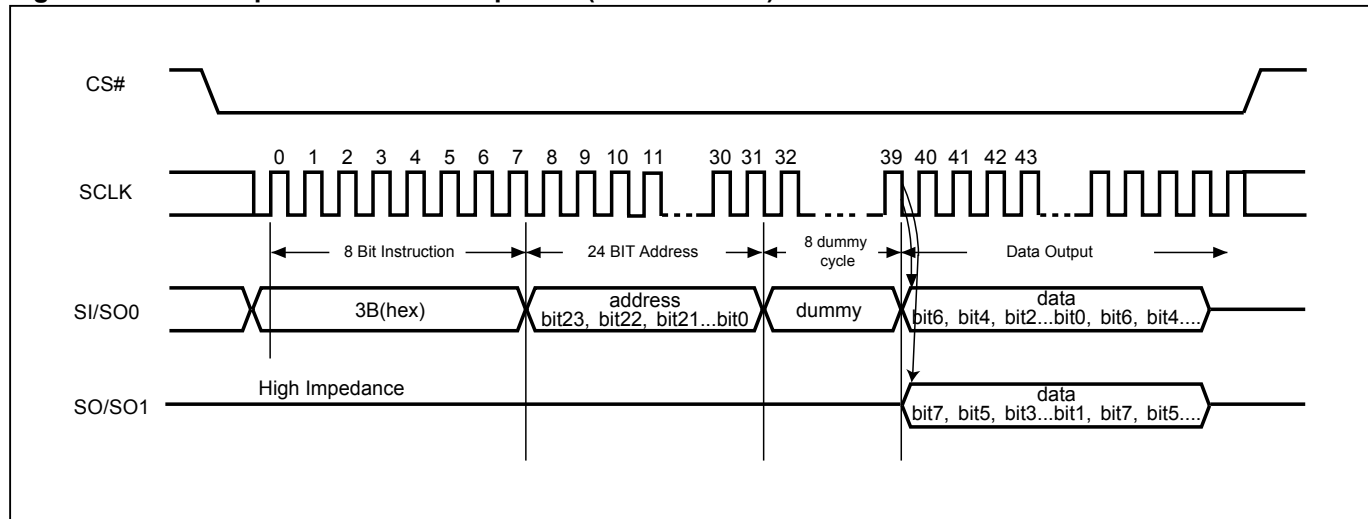 CS#
0 1 2 3 4 5 6 7 8 9 10 11 30 31 32 39 40 41 42 43
SCLK
8 Bit Instruction
24 BIT Address
8 dummy
cycle
Data Output
SI/SO0
3B(hex)
address
bit23, bit22, bit21...bit0
dummy
data
bit6, bit4, bit2...bit0, bit6, bit4....
High Impedance
SO/SO1
data
bit7, bit5, bit3...bit1, bit7, bit5....